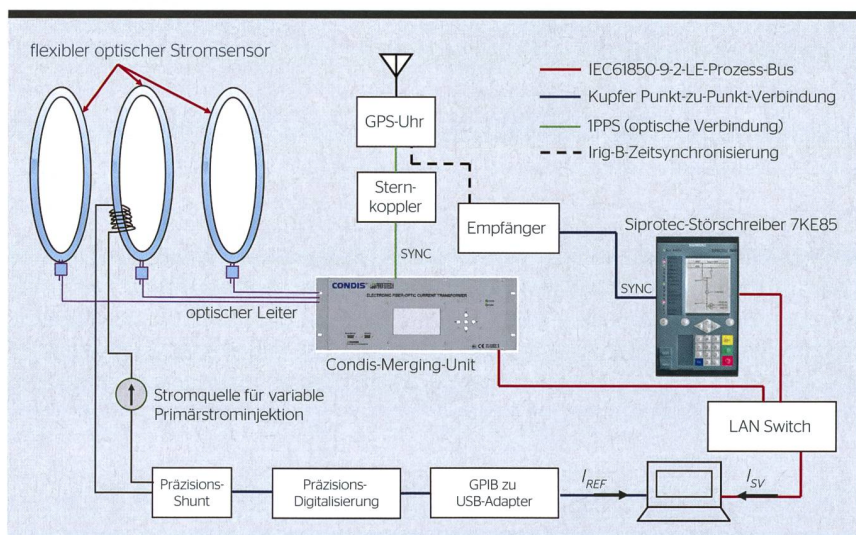 flexibler optischer Stromsensor
IEC61850-9-2-LE-Prozess-Bus
Kupfer Punkt-zu-Punkt-Verbindung
1PPS (optische Verbindung)
Irig-B-Zeitsynchronisierung
GPS-Uhr
Stern-
koppler
SYNC
Empfänger
Siprotec-Störschreiber 7KE85
SYNC
optischer Leiter
CONDIS
ELECTRONIC FIBER-OPTIC CURRENT TRANSFORMER
Condis-Merging-Unit
Stromquelle für variable
Primärstrominjektion
LAN Switch
Präzisions-
Shunt
Präzisions-
Digitalisierung
GPIB zu
USB-Adapter
I_REF
I_SV